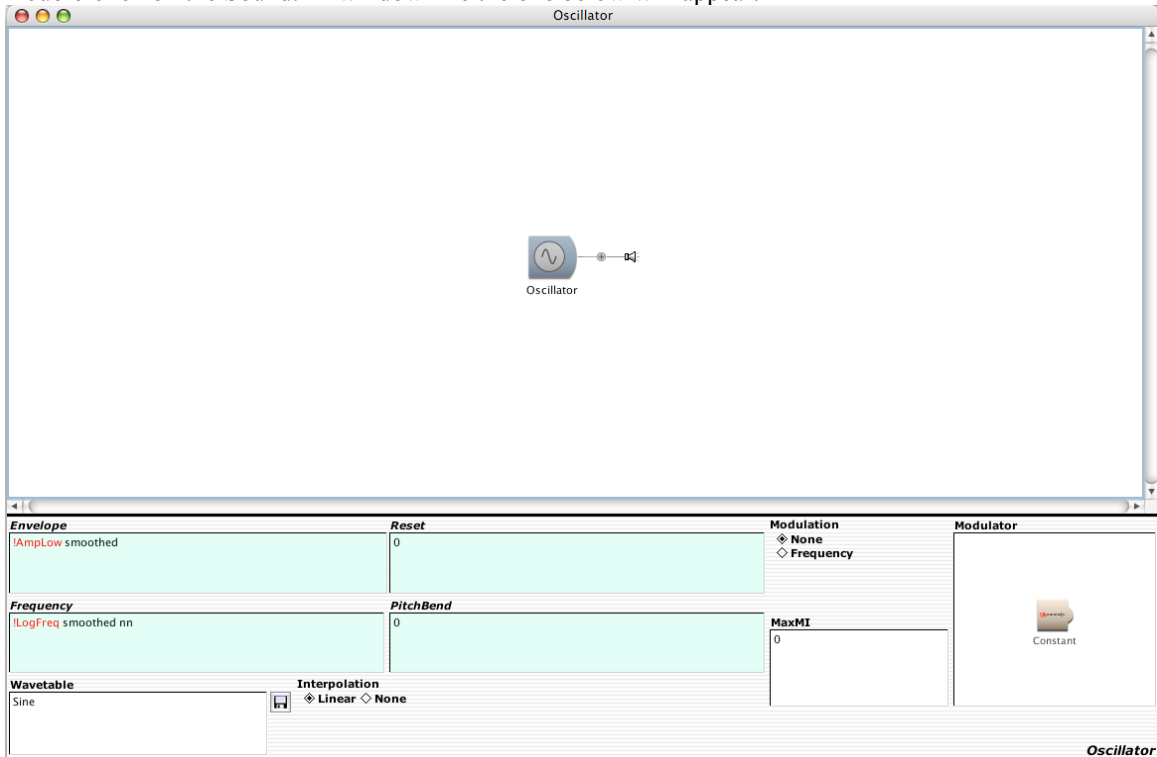 Oscillator
Oscillator
Envelope
!AmpLow smoothed
Reset
0
Modulation
None
Frequency
Modulator
Constant
Frequency
!LogFreq smoothed nn
PitchBend
0
MaxMI
0
Wavetable
Sine
Interpolation
Linear None
Oscillator